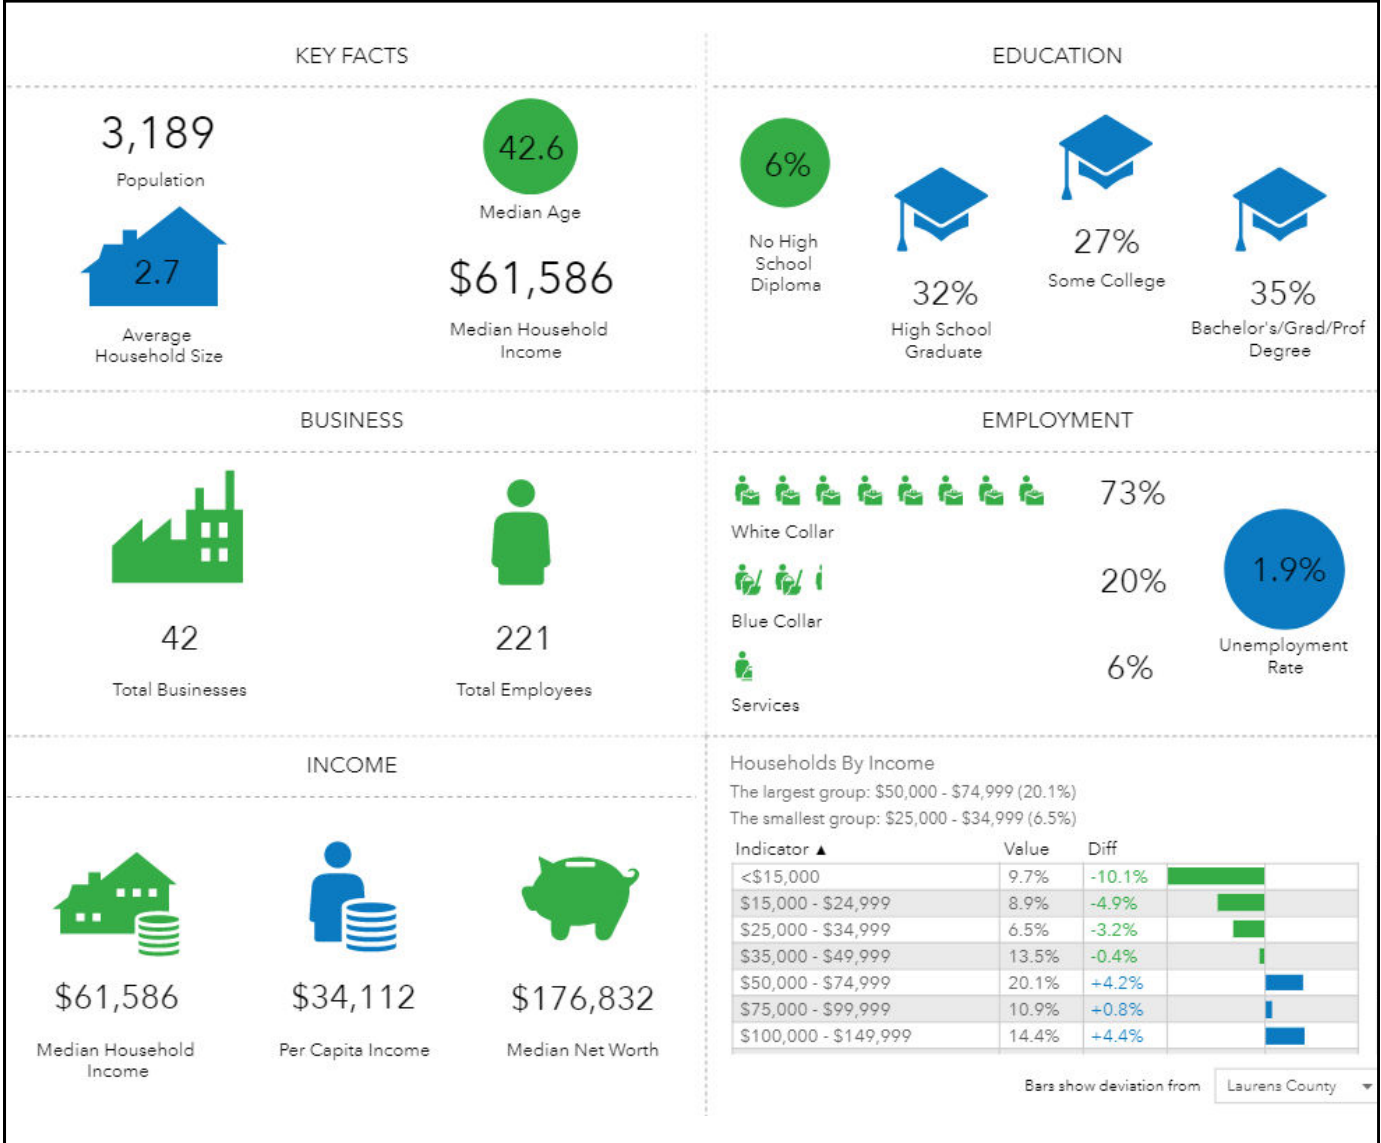 KEY FACTS
3,189
Population
42.6
Median Age
2.7
Average
Household Size
$61,586
Median Household
Income
EDUCATION
6%
No High
School
Diploma
32%
High School
Graduate
27%
Some College
35%
Bachelor's/Grad/Prof
Degree
BUSINESS
42
Total Businesses
221
Total Employees
EMPLOYMENT
73%
White Collar
20%
Blue Collar
6%
Services
1.9%
Unemployment
Rate
INCOME
$61,586
Median Household
Income
$34,112
Per Capita Income
$176,832
Median Net Worth
Households By Income
The largest group: $50,000 - $74,999 (20.1%)
The smallest group: $25,000 - $34,999 (6.5%)
Indicator ▲ Value Diff
<$15,000 9.7% -10.1%
$15,000 - $24,999 8.9% -4.9%
$25,000 - $34,999 6.5% -3.2%
$35,000 - $49,999 13.5% -0.4%
$50,000 - $74,999 20.1% +4.2%
$75,000 - $99,999 10.9% +0.8%
$100,000 - $149,999 14.4% +4.4%
Bars show deviation from Laurens County